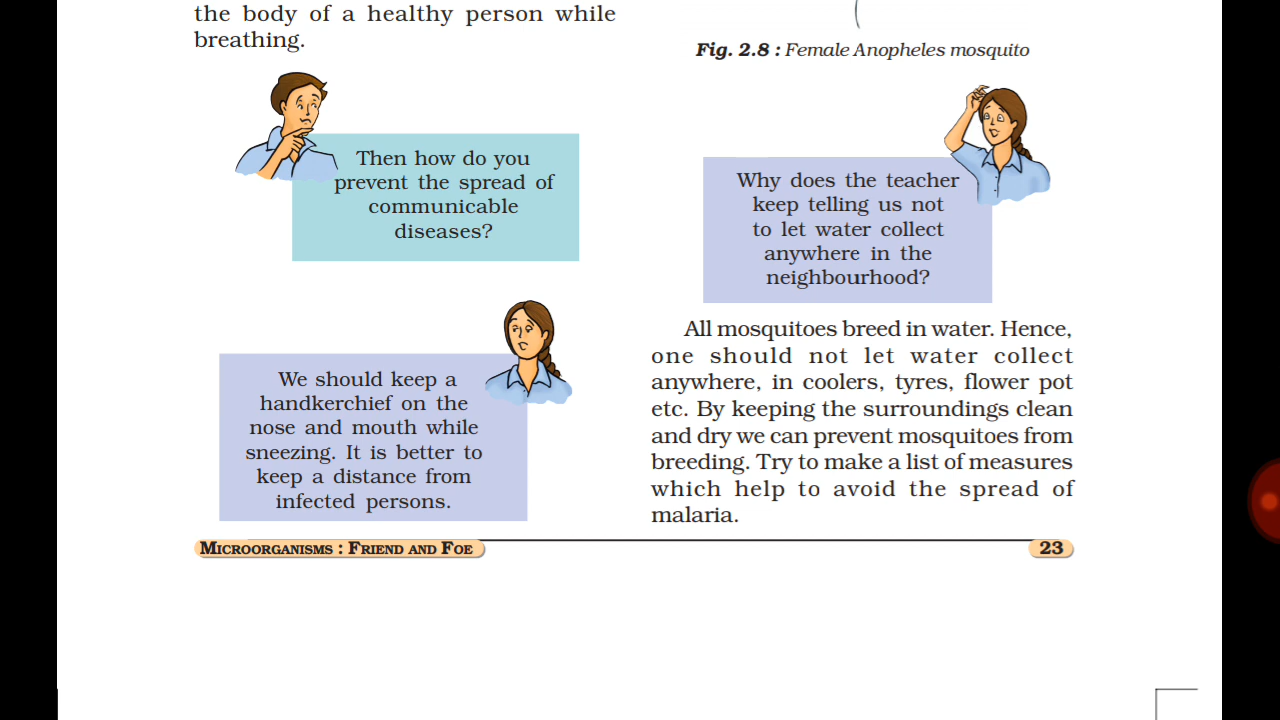 the body of a healthy person while
breathing.
Then how do you
prevent the spread of
communicable
diseases?
We should keep a
handkerchief on the
nose and mouth while
sneezing. It is better to
keep a distance from
infected persons.
Fig. 2.8 : Female Anopheles mosquito
Why does the teacher
keep telling us not
to let water collect
anywhere in the
neighbourhood?
All mosquitoes breed in water. Hence,
one should not let water collect
anywhere, in coolers, tyres, flower pot
etc. By keeping the surroundings clean
and dry we can prevent mosquitoes from
breeding. Try to make a list of measures
which help to avoid the spread of
malaria.
MICROORGANISMS : FRIEND AND FOE
23